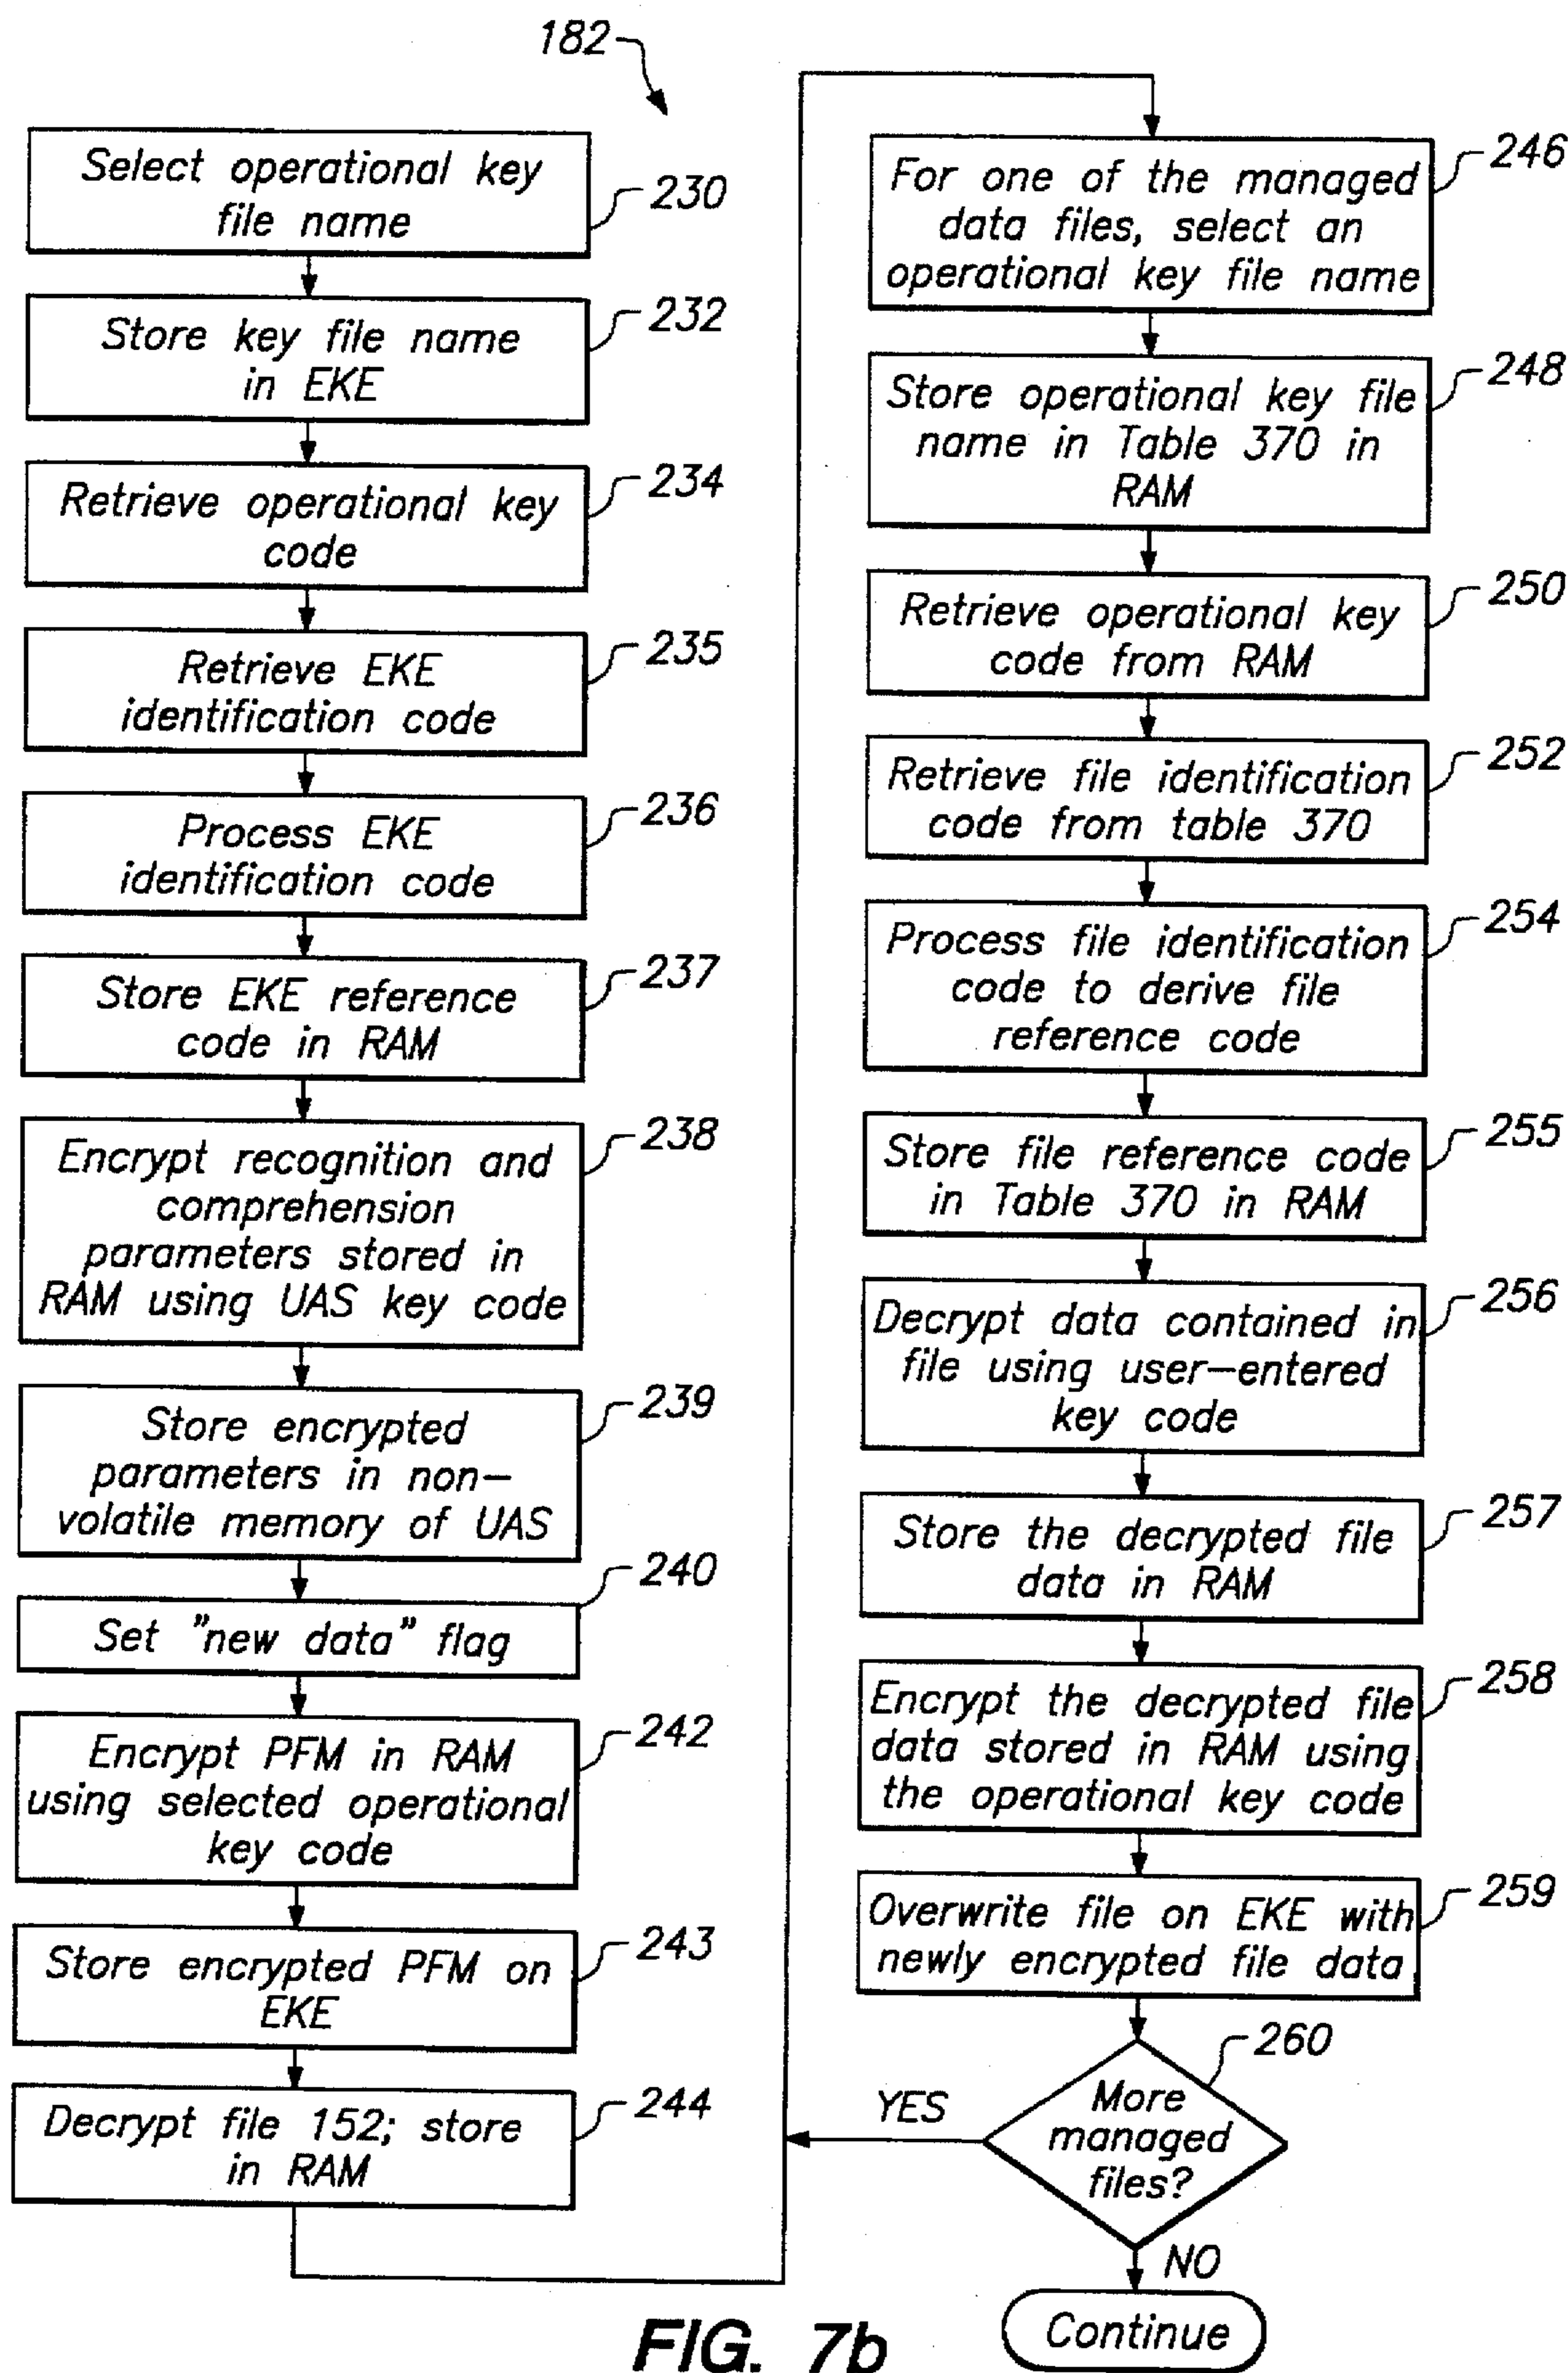 182
Select operational key
file name
230
Store key file name
in EKE
232
Retrieve operational key
code
234
Retrieve EKE
identification code
235
Process EKE
identification code
236
Store EKE reference
code in RAM
237
Encrypt recognition and
comprehension
parameters stored in
RAM using UAS key code
238
Store encrypted
parameters in non-
volatile memory of UAS
239
Set "new data" flag
240
Encrypt PFM in RAM
using selected operational
key code
242
Store encrypted PFM on
EKE
243
Decrypt file 152; store
in RAM
244
For one of the managed
data files, select an
operational key file name
246
Store operational key file
name in Table 370 in
RAM
248
Retrieve operational key
code from RAM
250
Retrieve file identification
code from table 370
252
Process file identification
code to derive file
reference code
254
Store file reference code
in Table 370 in RAM
255
Decrypt data contained in
file using user-entered
key code
256
Store the decrypted file
data in RAM
257
Encrypt the decrypted file
data stored in RAM using
the operational key code
258
Overwrite file on EKE with
newly encrypted file data
259
More
managed
files?
260
YES
NO
Continue
FIG. 7b